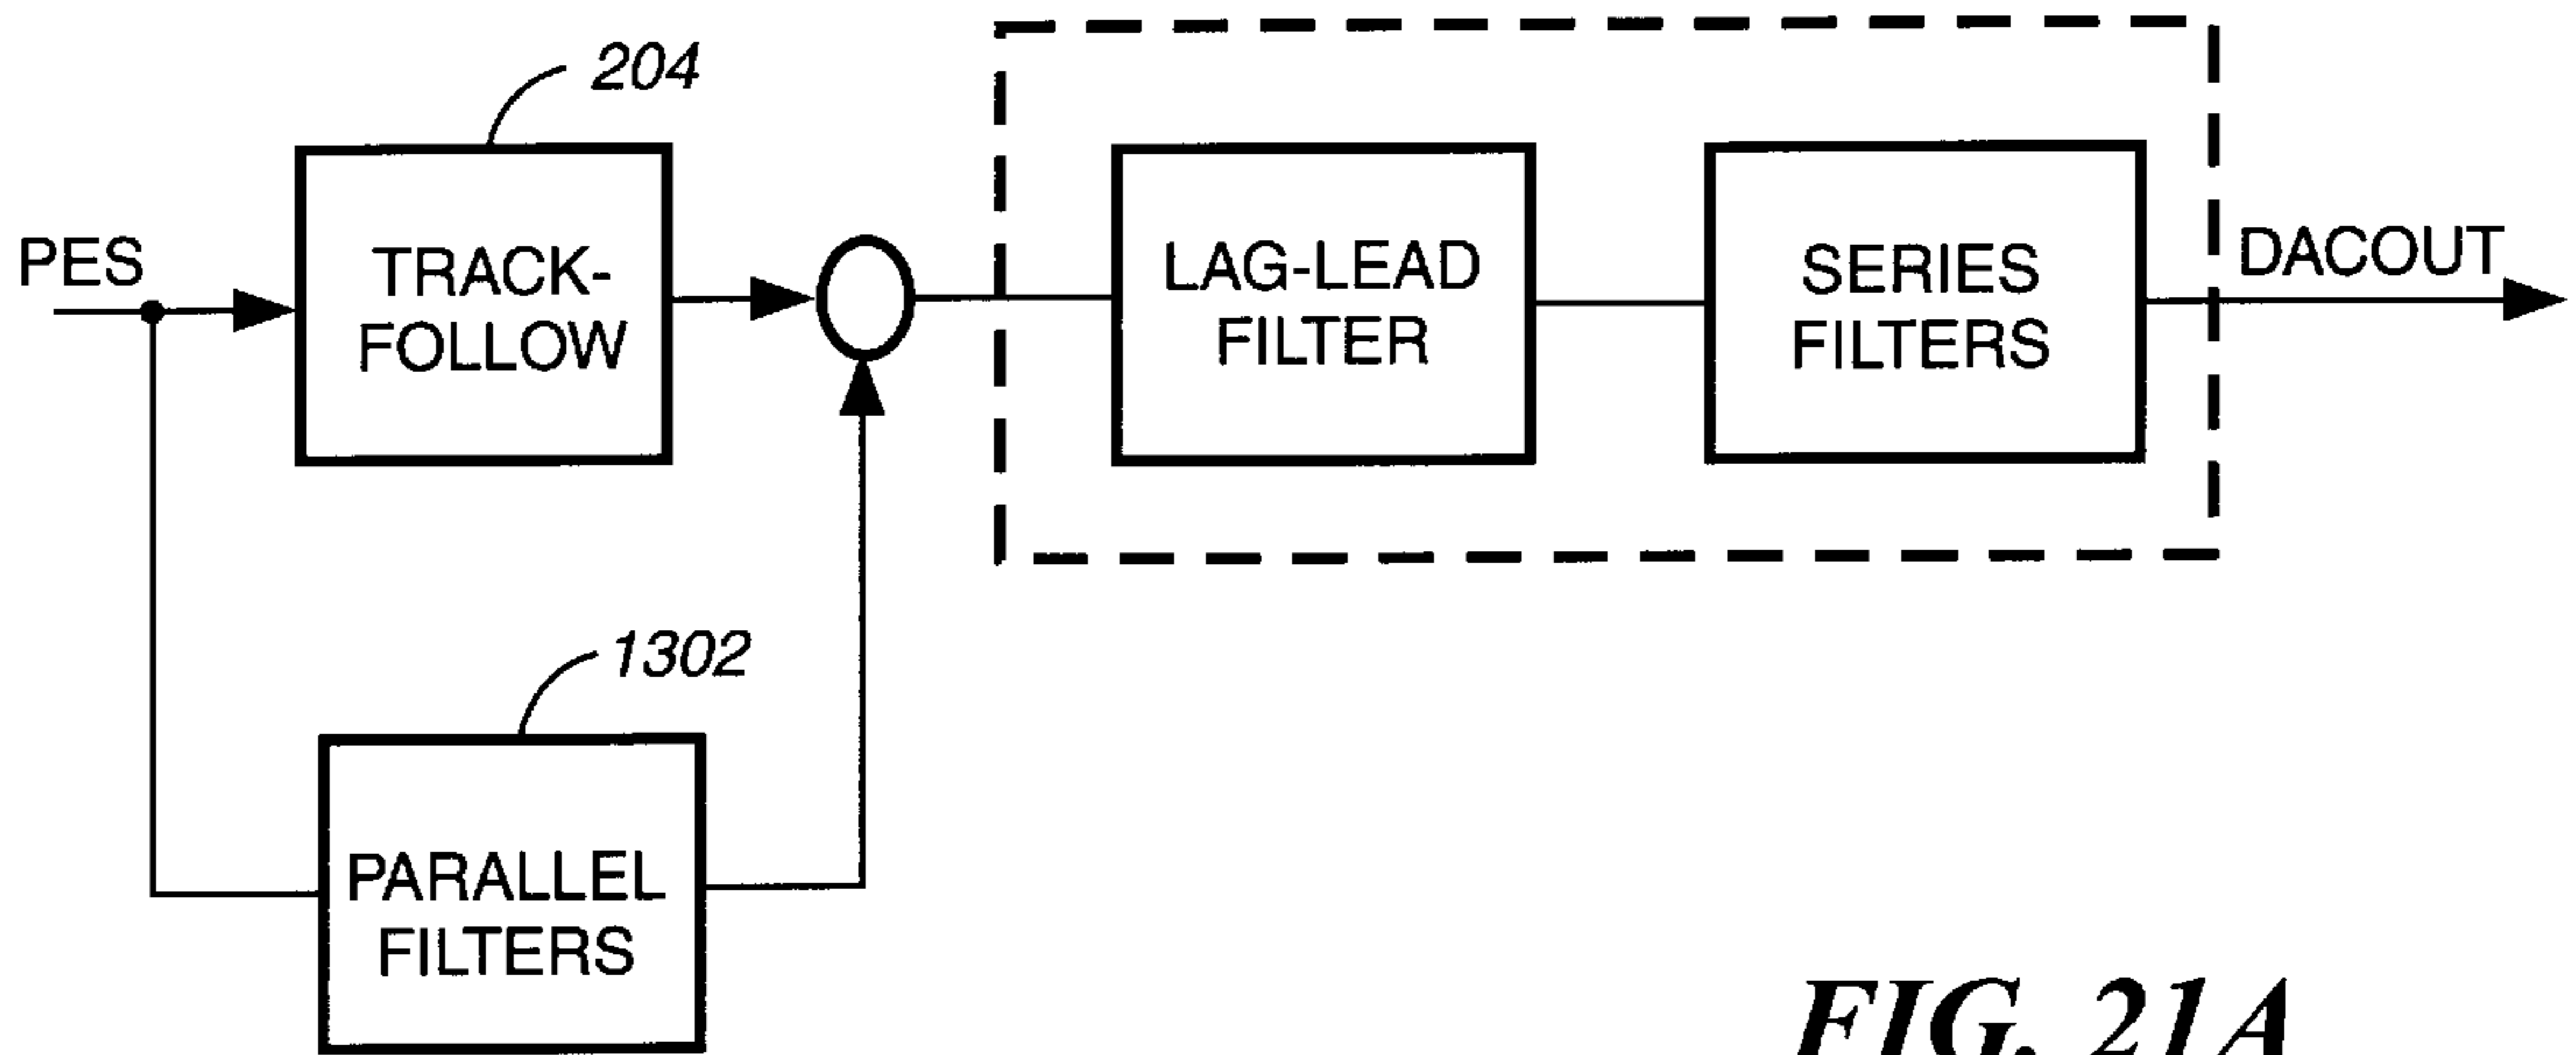 204
PES
TRACK-
FOLLOW
LAG-LEAD
FILTER
SERIES
FILTERS
DACOUT
1302
PARALLEL
FILTERS
FIG. 21A